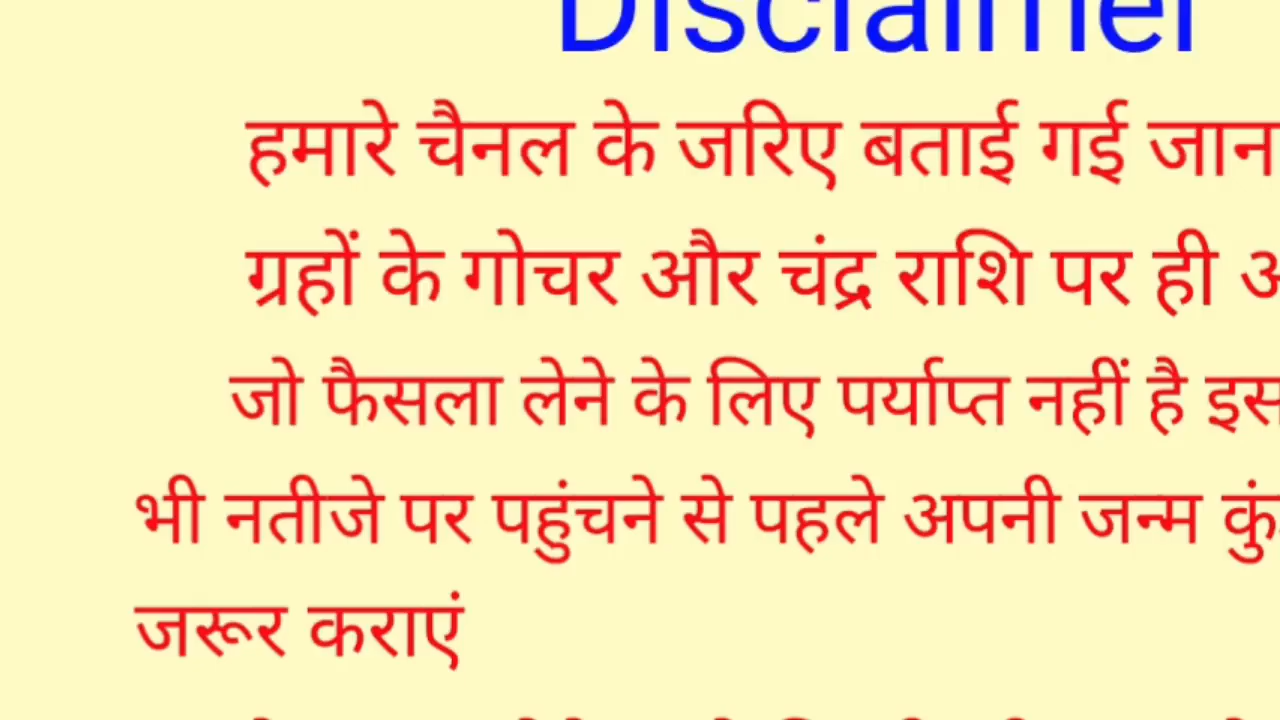 Disclaimer
हमारे चैनल के जरिए बताई गई जान
ग्रहों के गोचर और चंद्र राशि पर ही
जो फैसला लेने के लिए पर्याप्त नहीं है इस
भी नतीजे पर पहुंचने से पहले अपनी जन्म
जरूर कराएं